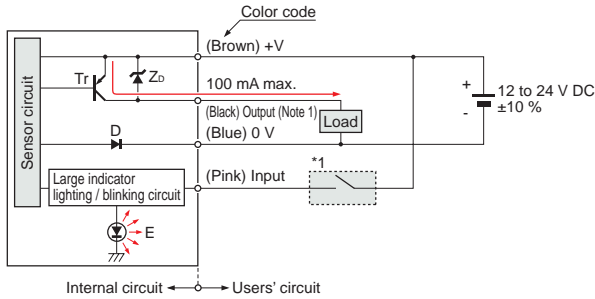 Color code
(Brown) +V
Tr
ZD
100 mA max.
+
12 to 24 V DC
±10 %
-
(Black) Output (Note 1)
Load
Sensor circuit
D
(Blue) 0 V
*1
(Pink) Input
Large indicator
lighting / blinking circuit
E
Internal circuit
Users' circuit